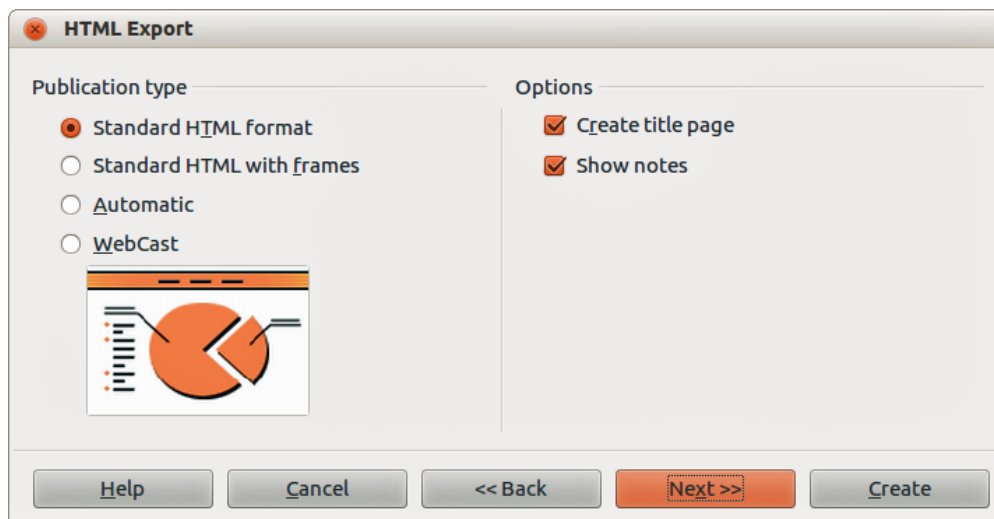 HTML Export
Publication type
Standard HTML format
Standard HTML with frames
Automatic
WebCast
Options
Create title page
Show notes
Help
Cancel
<< Back
Next >>
Create